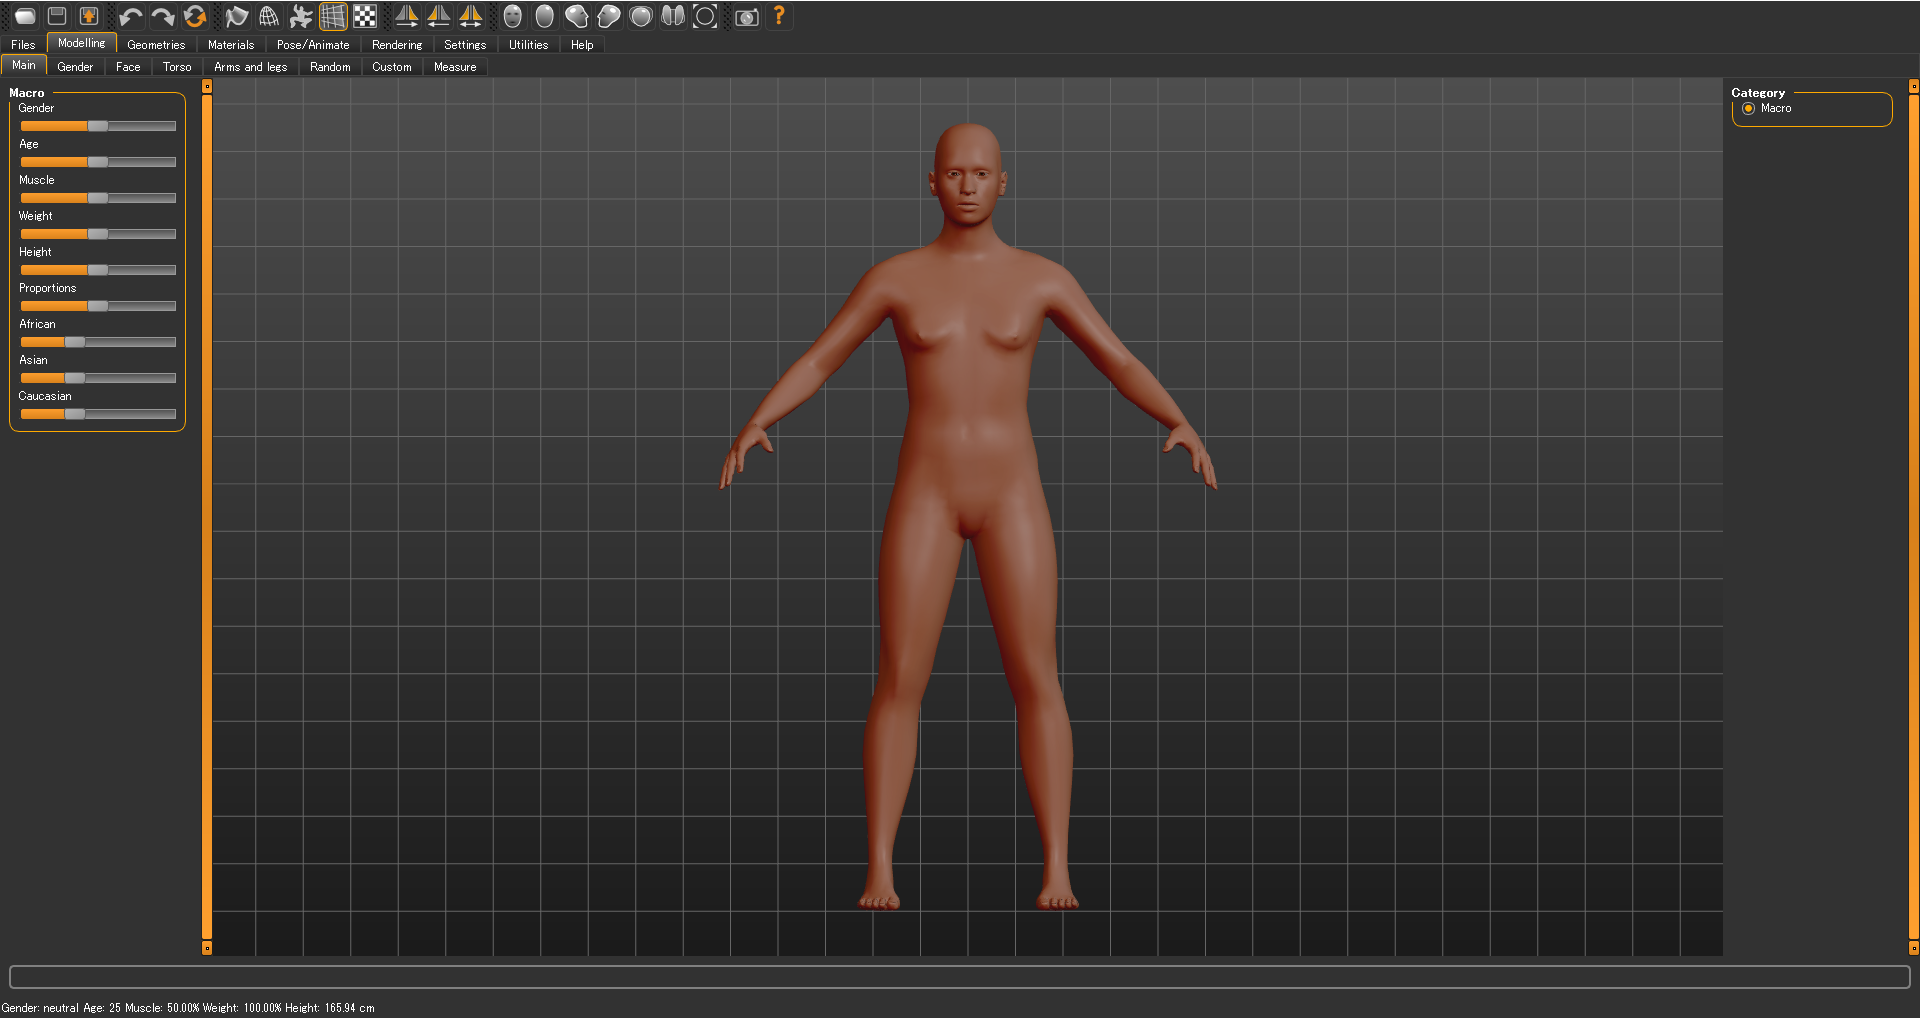 Files Modelling Geometries Materials Pose/Animate Rendering Settings Utilities Help
Main Gender Face Torso Arms and legs Random Custom Measure
Macro
Gender
Age
Muscle
Weight
Height
Proportions
African
Asian
Caucasian
Category
Macro
Gender: neutral Age: 25 Muscle: 50.00% Weight: 100.00% Height: 165.94 cm